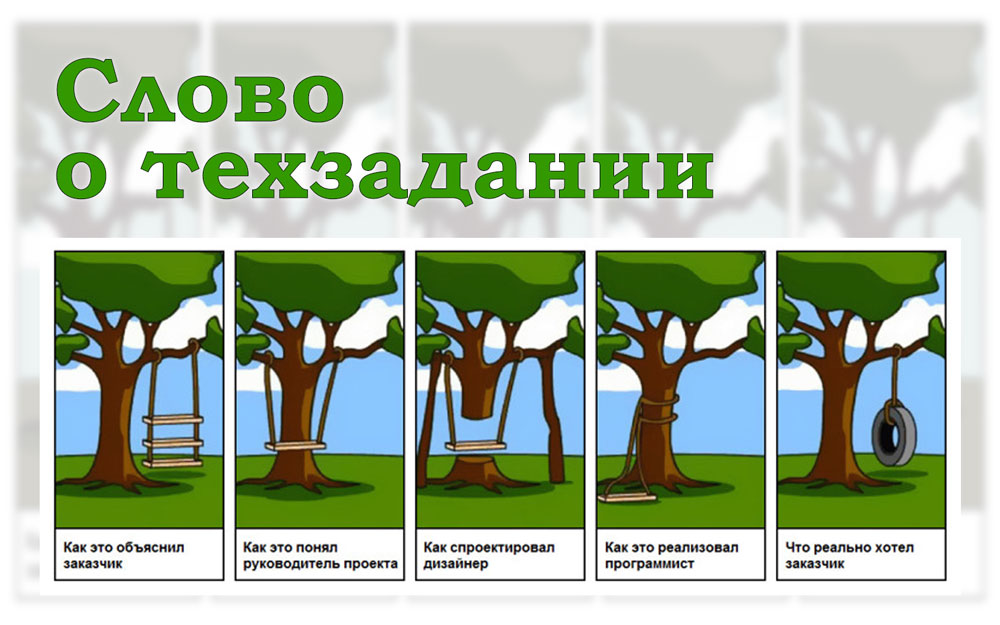 Слово
о техзадании
Как это объяснил
заказчик
Как это понял
руководитель проекта
Как спроектировал
дизайнер
Как это реализовал
программист
Что реально хотел
заказчик